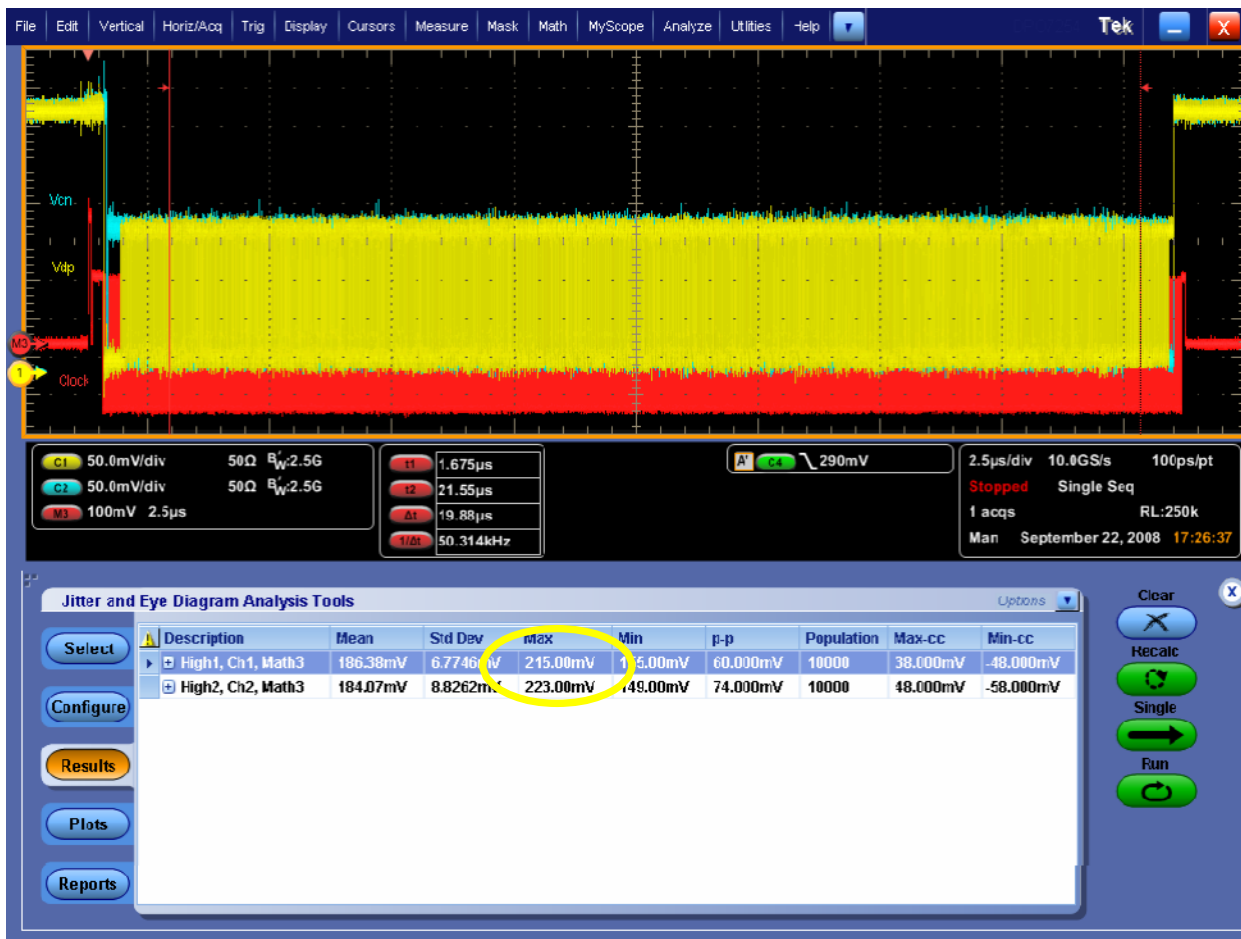 File Edit Vertical Horiz/Acq Trig Display Cursors Measure Mask Math MyScope Analyze Utilities Help Tek X
Vcn
Vdp
M3
1
Clock
C1 50.0mV/div 50Ω BW:2.5G
C2 50.0mV/div 50Ω BW:2.5G
M3 100mV 2.5µs
t1 1.675µs
t2 21.55µs
Δt 19.88µs
1/Δt 50.314kHz
A' C4 290mV
2.5µs/div 10.0GS/s 100ps/pt
Stopped Single Seq
1 acqs RL:250k
Man September 22, 2008 17:26:37
Jitter and Eye Diagram Analysis Tools Options
Select
Configure
Results
Plots
Reports
Description Mean Std Dev Max Min p-p Population Max-cc Min-cc
High1, Ch1, Math3 186.38mV 6.7746mV 215.00mV 60.000mV 10000 38.000mV -48.000mV
High2, Ch2, Math3 184.07mV 8.8262mV 223.00mV 149.00mV 74.000mV 10000 48.000mV -58.000mV
Clear
X
Recalc
Single
Run